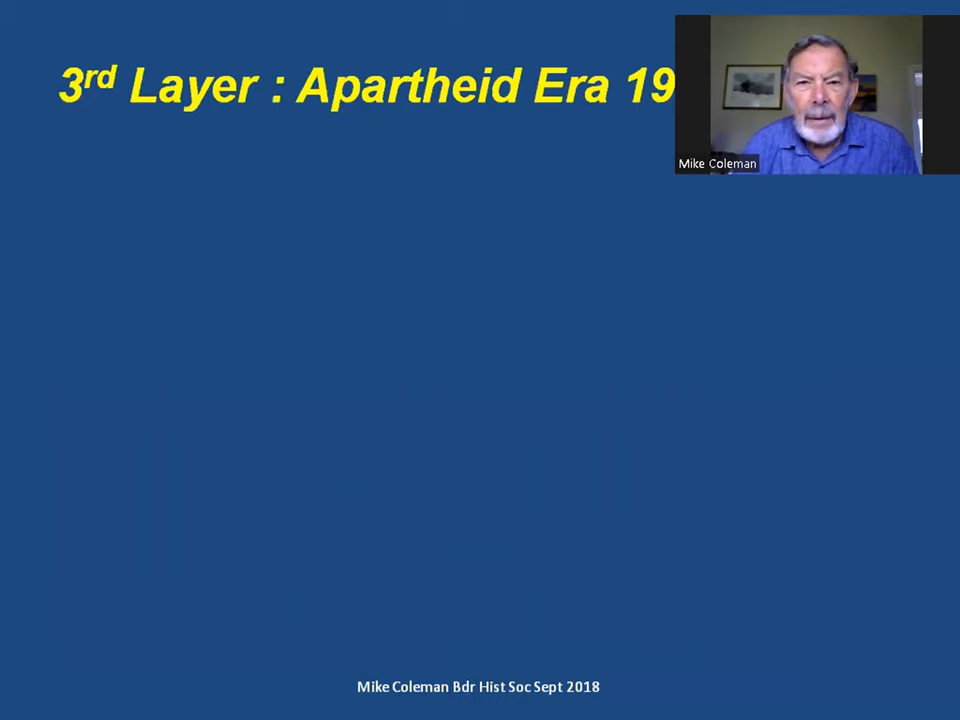 3rd Layer : Apartheid Era 19
Mike Coleman
Mike Coleman Bdr Hist Soc Sept 2018